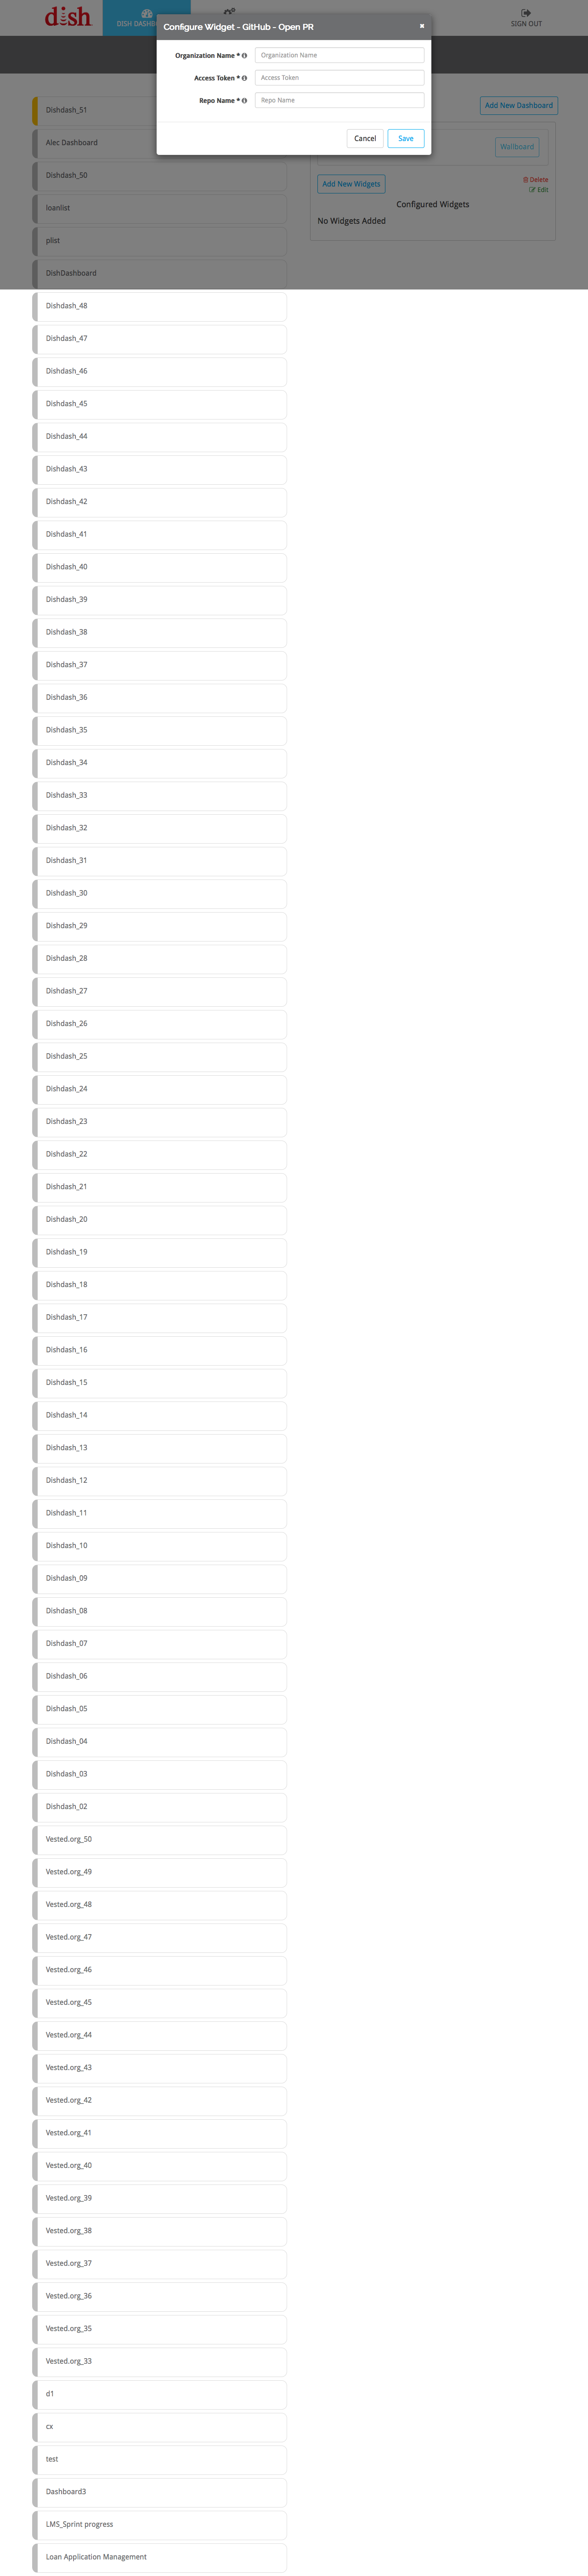 dish
DISH DASHBO
SIGN OUT
Configure Widget - GitHub - Open PR
×
Organization Name *
Organization Name
Access Token *
Access Token
Repo Name *
Repo Name
Cancel
Save
Add New Dashboard
Wallboard
Add New Widgets
Delete
Edit
Configured Widgets
No Widgets Added
Dishdash_51
Alec Dashboard
Dishdash_50
loanlist
plist
DishDashboard
Dishdash_48
Dishdash_47
Dishdash_46
Dishdash_45
Dishdash_44
Dishdash_43
Dishdash_42
Dishdash_41
Dishdash_40
Dishdash_39
Dishdash_38
Dishdash_37
Dishdash_36
Dishdash_35
Dishdash_34
Dishdash_33
Dishdash_32
Dishdash_31
Dishdash_30
Dishdash_29
Dishdash_28
Dishdash_27
Dishdash_26
Dishdash_25
Dishdash_24
Dishdash_23
Dishdash_22
Dishdash_21
Dishdash_20
Dishdash_19
Dishdash_18
Dishdash_17
Dishdash_16
Dishdash_15
Dishdash_14
Dishdash_13
Dishdash_12
Dishdash_11
Dishdash_10
Dishdash_09
Dishdash_08
Dishdash_07
Dishdash_06
Dishdash_05
Dishdash_04
Dishdash_03
Dishdash_02
Vested.org_50
Vested.org_49
Vested.org_48
Vested.org_47
Vested.org_46
Vested.org_45
Vested.org_44
Vested.org_43
Vested.org_42
Vested.org_41
Vested.org_40
Vested.org_39
Vested.org_38
Vested.org_37
Vested.org_36
Vested.org_35
Vested.org_33
d1
cx
test
Dashboard3
LMS_Sprint progress
Loan Application Management